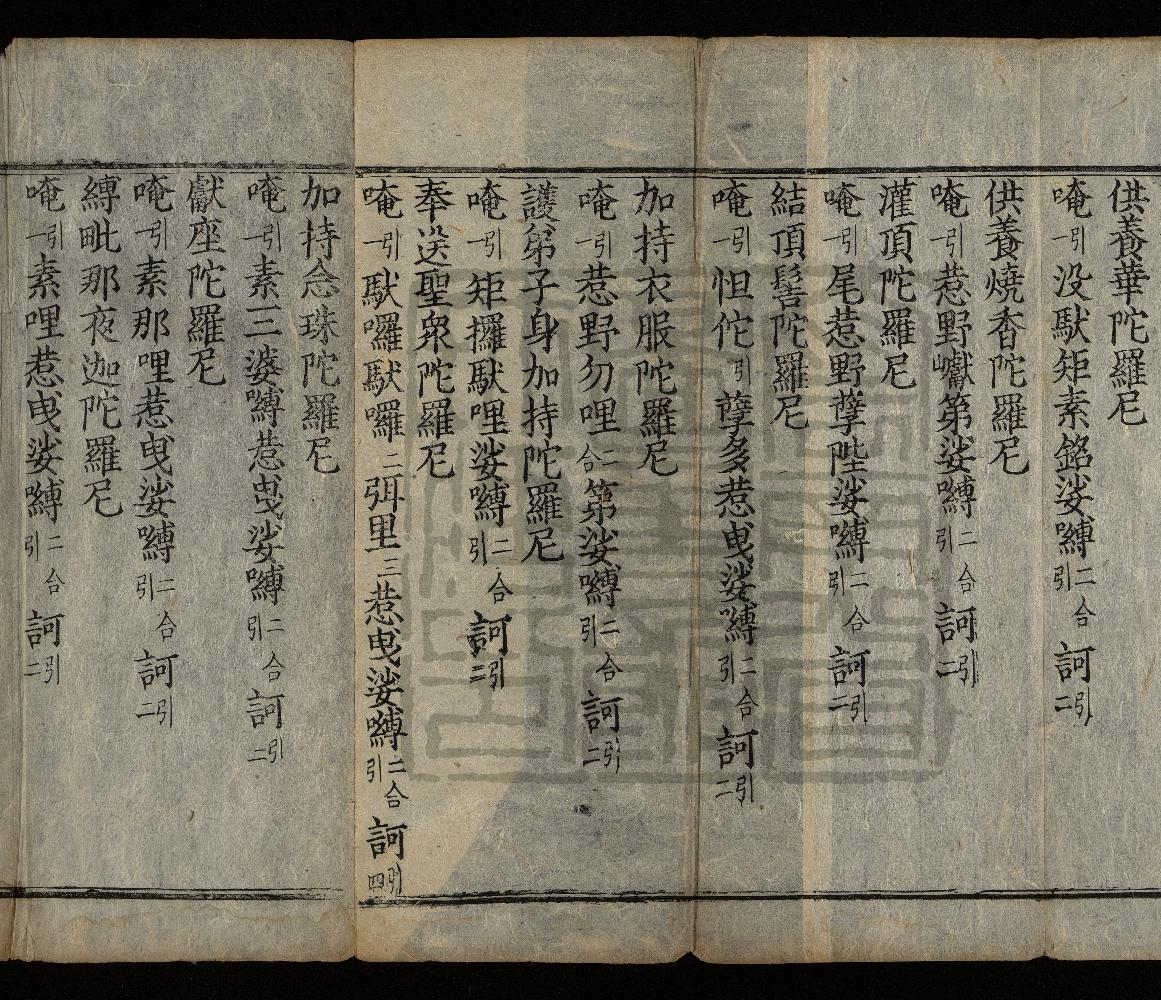 供養華陀羅尼
唵引一没馱矩素銘娑嚩二合引訶引二
供養燒香陀羅尼
唵引一惹野巘第娑嚩二合引訶引二
灌頂陀羅尼
唵引一尾惹野孽陛娑嚩二合引訶引二
結頂髻陀羅尼
唵引一怛佗引孽多惹曳娑嚩二合引訶引二
加持衣服陀羅尼
唵引一惹野勿哩二合第娑嚩二合引訶引二
護弟子身加持陀羅尼
唵引一矩攞馱哩娑嚩二合引訶引二
奉送聖衆陀羅尼
唵引一馱囉馱囉二弭里三惹曳娑嚩二合引訶引四
加持念珠陀羅尼
唵引一素三婆嚩惹曳娑嚩二合引訶引二
獻座陀羅尼
唵引一素那哩惹曳娑嚩二合引訶引二
縛毗那夜迦陀羅尼
唵引一素哩惹曳娑嚩二合引訶引二